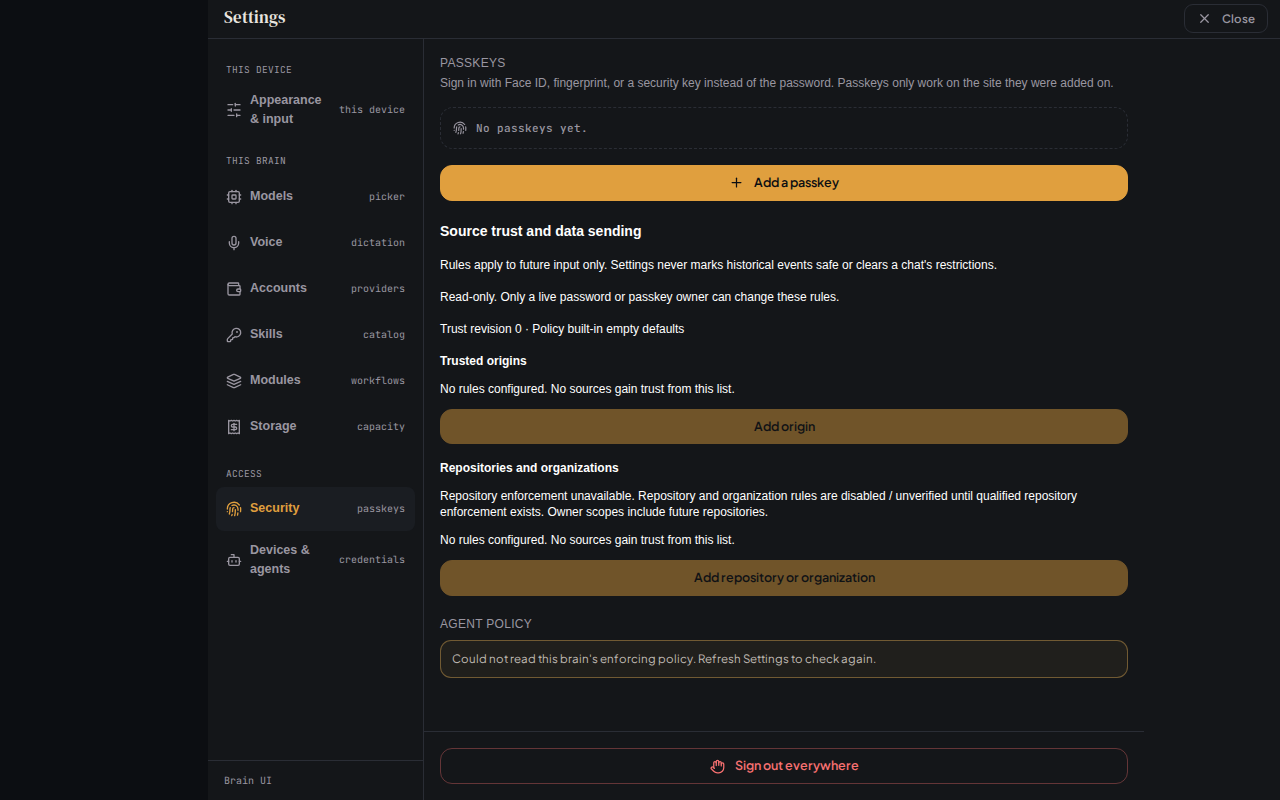 Settings
Close
THIS DEVICE
Appearance & input
this device
THIS BRAIN
Models
picker
Voice
dictation
Accounts
providers
Skills
catalog
Modules
workflows
Storage
capacity
ACCESS
Security
passkeys
Devices & agents
credentials
Brain UI
PASSKEYS
Sign in with Face ID, fingerprint, or a security key instead of the password. Passkeys only work on the site they were added on.
No passkeys yet.
Add a passkey
Source trust and data sending
Rules apply to future input only. Settings never marks historical events safe or clears a chat's restrictions.
Read-only. Only a live password or passkey owner can change these rules.
Trust revision 0 · Policy built-in empty defaults
Trusted origins
No rules configured. No sources gain trust from this list.
Add origin
Repositories and organizations
Repository enforcement unavailable. Repository and organization rules are disabled / unverified until qualified repository
enforcement exists. Owner scopes include future repositories.
No rules configured. No sources gain trust from this list.
Add repository or organization
AGENT POLICY
Could not read this brain's enforcing policy. Refresh Settings to check again.
Sign out everywhere